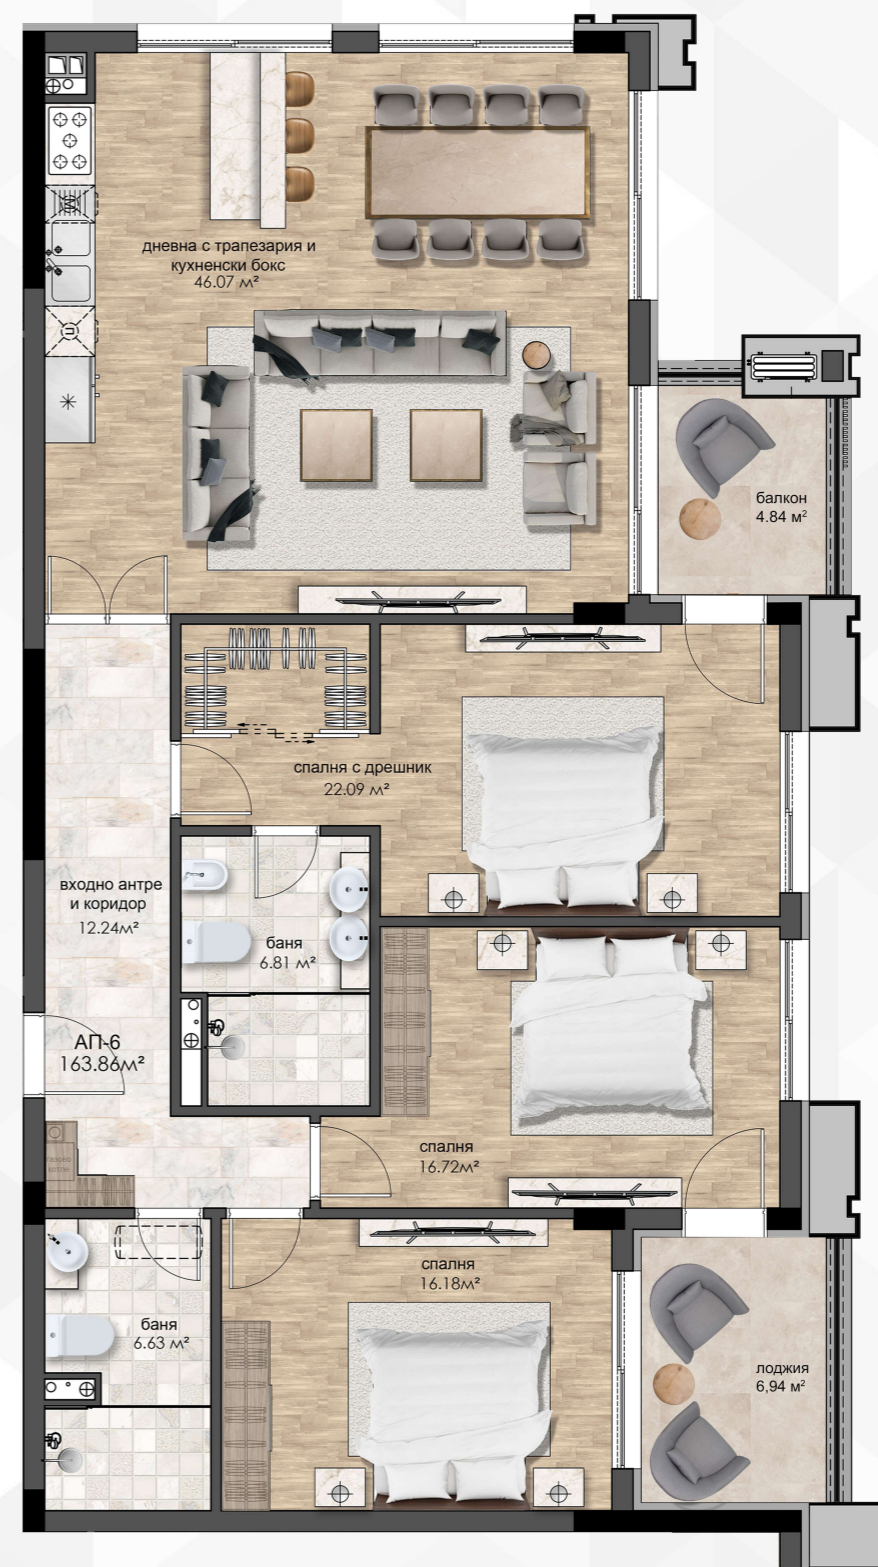 дневна с трапезария и
кухненски бокс
46.07 м²
балкон
4.84 м²
спалня с дрешник
22.09 м²
входно антре
и коридор
12.24м²
баня
6.81 м²
АП-6
163.86м²
спалня
16.72м²
газово
котле
спалня
16.18м²
баня
6.63 м²
лоджия
6,94 м²